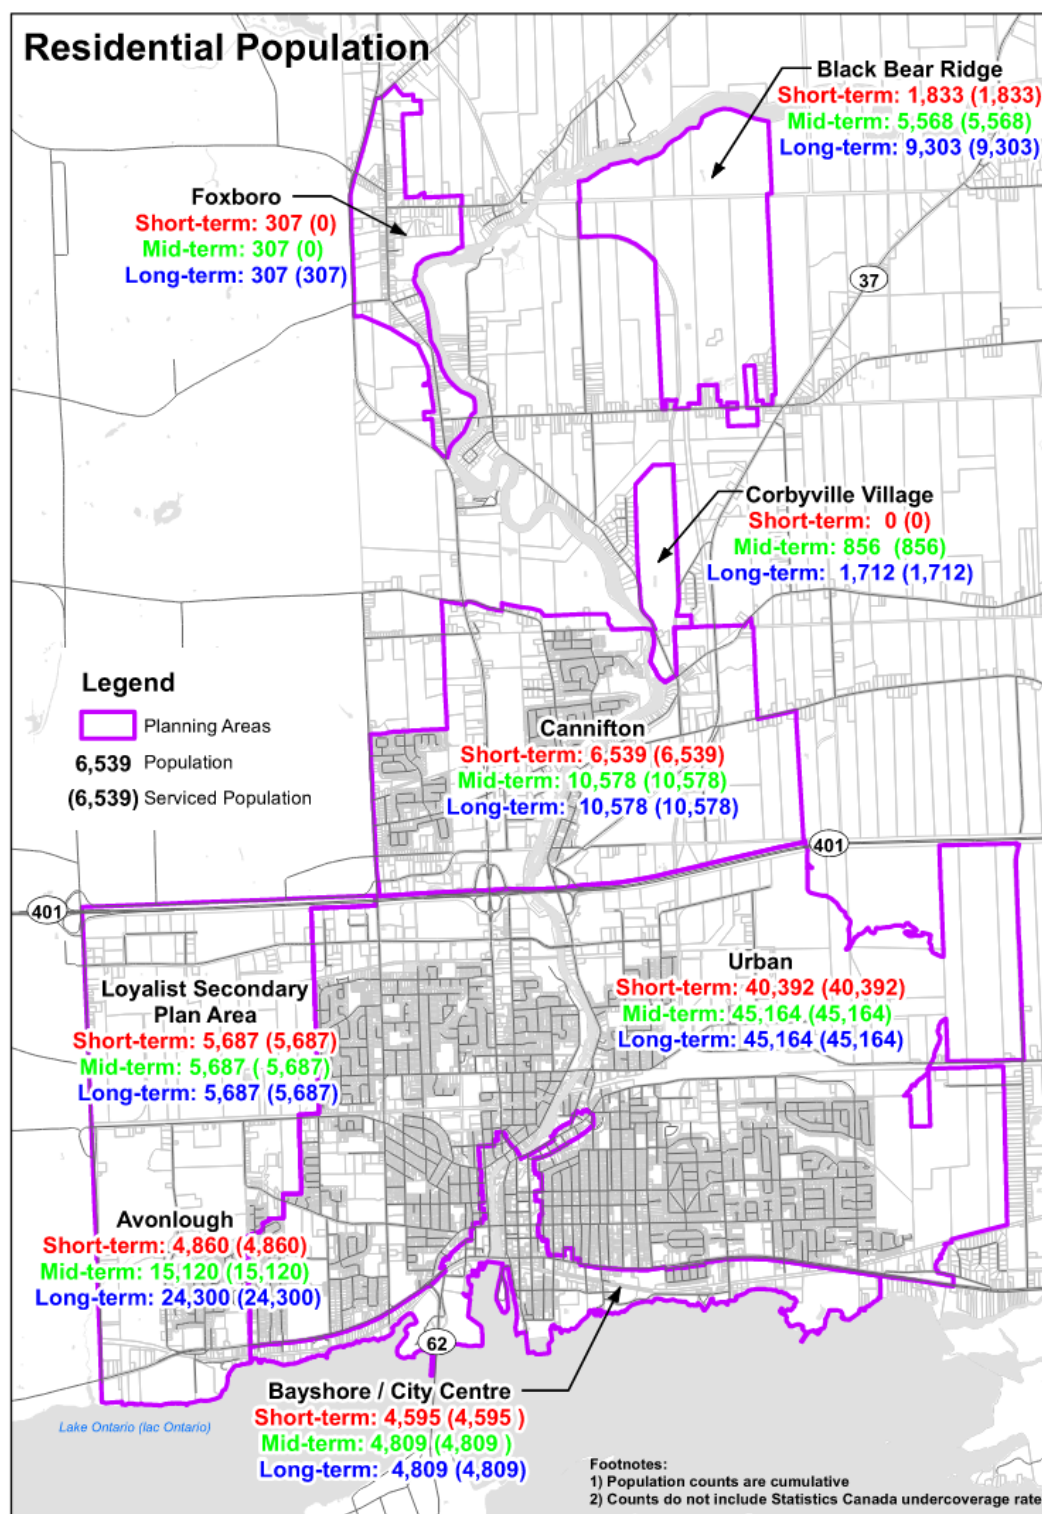 Residential Population
Black Bear Ridge
Short-term: 1,833 (1,833)
Mid-term: 5,568 (5,568)
Long-term: 9,303 (9,303)
Foxboro
Short-term: 307 (0)
Mid-term: 307 (0)
Long-term: 307 (307)
37
Corbyville Village
Short-term: 0 (0)
Mid-term: 856 (856)
Long-term: 1,712 (1,712)
Legend
Planning Areas
6,539 Population
(6,539) Serviced Population
Cannifton
Short-term: 6,539 (6,539)
Mid-term: 10,578 (10,578)
Long-term: 10,578 (10,578)
401
401
Urban
Short-term: 40,392 (40,392)
Mid-term: 45,164 (45,164)
Long-term: 45,164 (45,164)
Loyalist Secondary
Plan Area
Short-term: 5,687 (5,687)
Mid-term: 5,687 ( 5,687)
Long-term: 5,687 (5,687)
Avonlough
Short-term: 4,860 (4,860)
Mid-term: 15,120 (15,120)
Long-term: 24,300 (24,300)
62
Bayshore / City Centre
Short-term: 4,595 (4,595 )
Mid-term: 4,809 (4,809 )
Long-term: 4,809 (4,809)
Lake Ontario (lac Ontario)
Footnotes:
1) Population counts are cumulative
2) Counts do not include Statistics Canada undercoverage rate